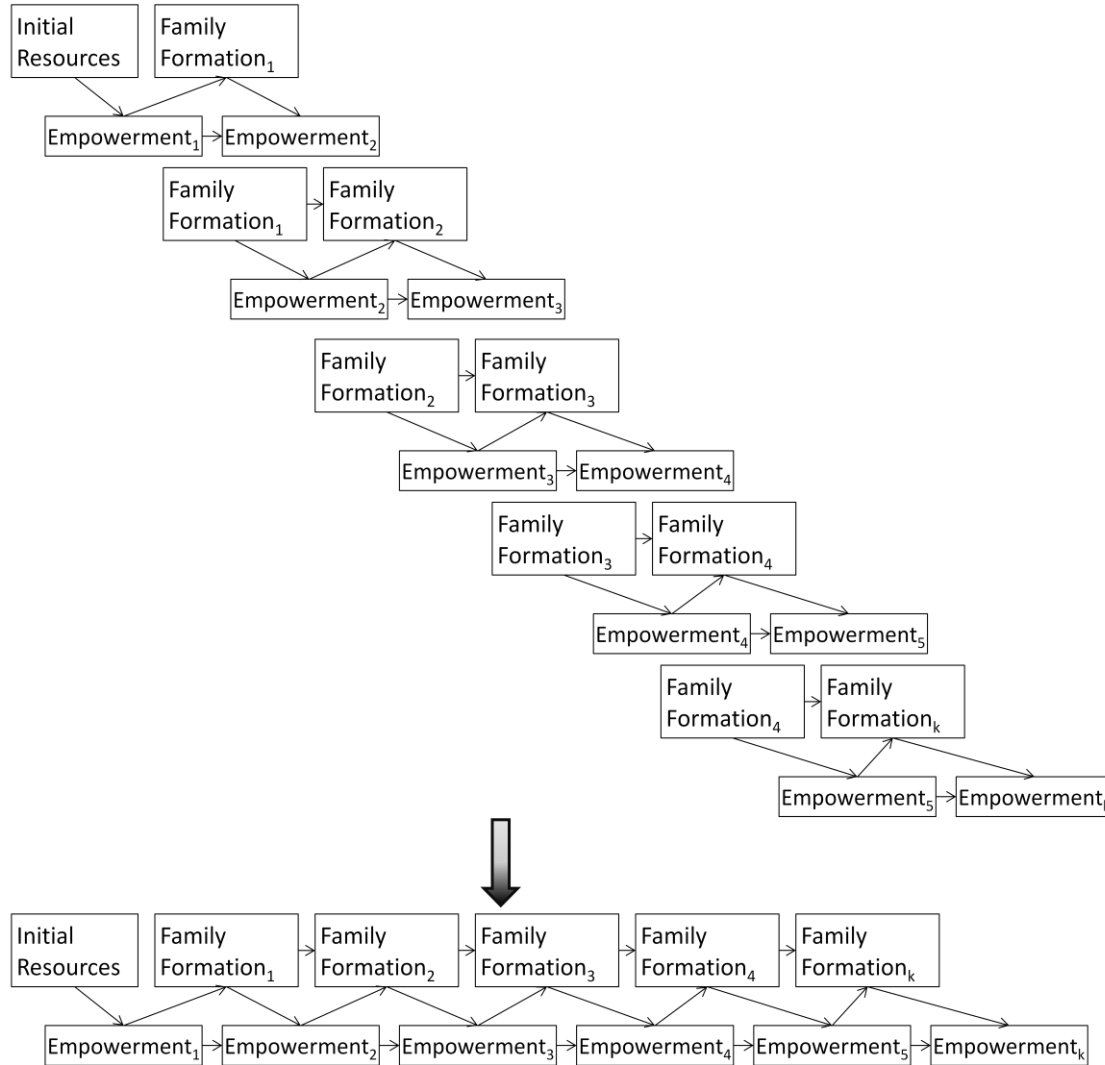 Initial
Resources
Family
Formation₁
Empowerment₁
Empowerment₂
Family
Formation₁
Family
Formation₂
Empowerment₂
Empowerment₃
Family
Formation₂
Family
Formation₃
Empowerment₃
Empowerment₄
Family
Formation₃
Family
Formation₄
Empowerment₄
Empowerment₅
Family
Formation₄
Family
Formationₖ
Empowerment₅
Empowerment
Initial
Resources
Family
Formation₁
Family
Formation₂
Family
Formation₃
Family
Formation₄
Family
Formationₖ
Empowerment₁
Empowerment₂
Empowerment₃
Empowerment₄
Empowerment₅
Empowermentₖ